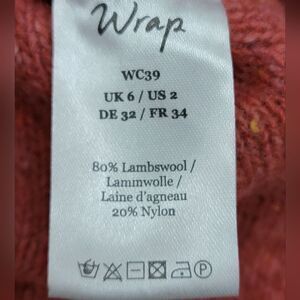 Wrap
WC39
UK 6 / US 2
DE 32 / FR 34
80% Lambswool /
Lammwolle /
Laine d'agneau
20% Nylon